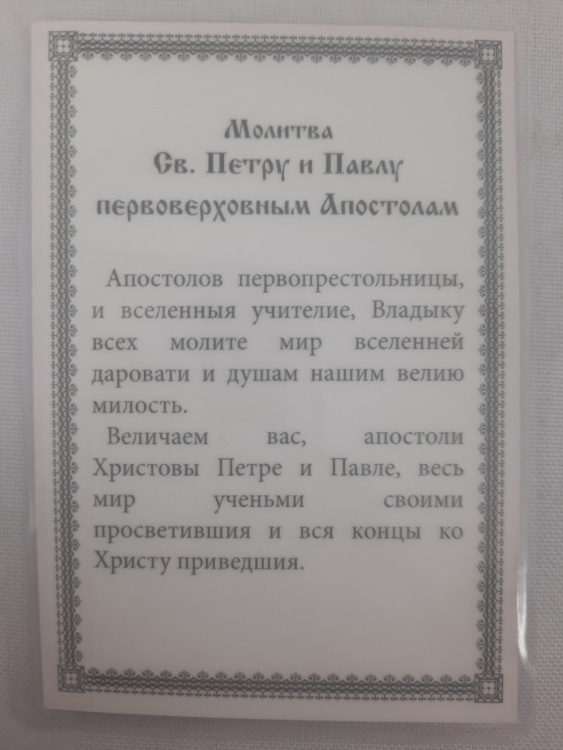 Молитва
Св. Петру и Павлу
первоверховным Апостолам
Апостолов первопрестольницы,
и вселенныя учителие, Владыку
всех молите мир вселенней
даровати и душам нашим велию
милость.
Величаем вас, апостоли
Христовы Петре и Павле, весь
мир ученьми своими
просветившия и вся концы ко
Христу приведшия.